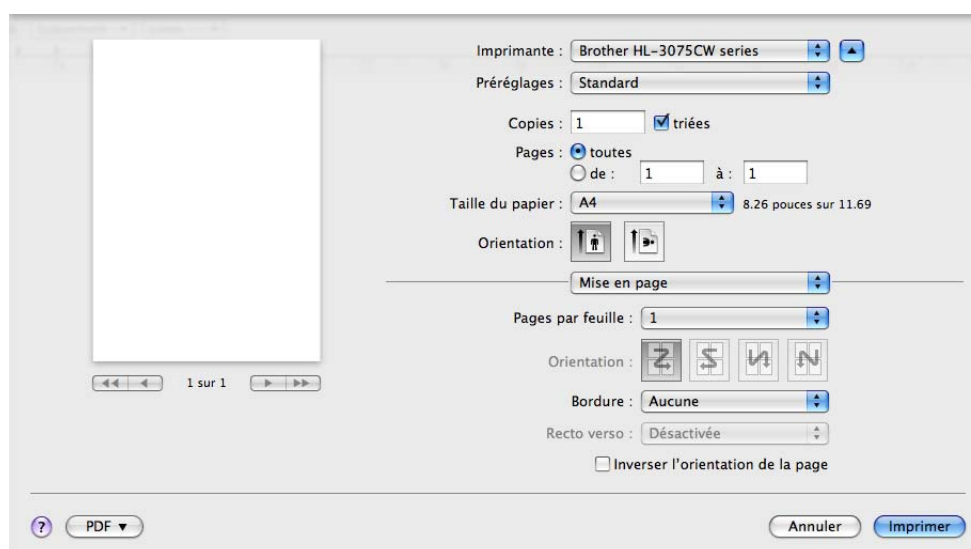 Imprimante : Brother HL-3075CW series
Préréglages : Standard
Copies : 1 triées
Pages : toutes
de : 1 à : 1
Taille du papier : A4 8.26 pouces sur 11.69
Orientation :
Mise en page
Pages par feuille : 1
Orientation :
1 sur 1
Bordure : Aucune
Recto verso : Désactivée
Inverser l'orientation de la page
? PDF Annuler Imprimer